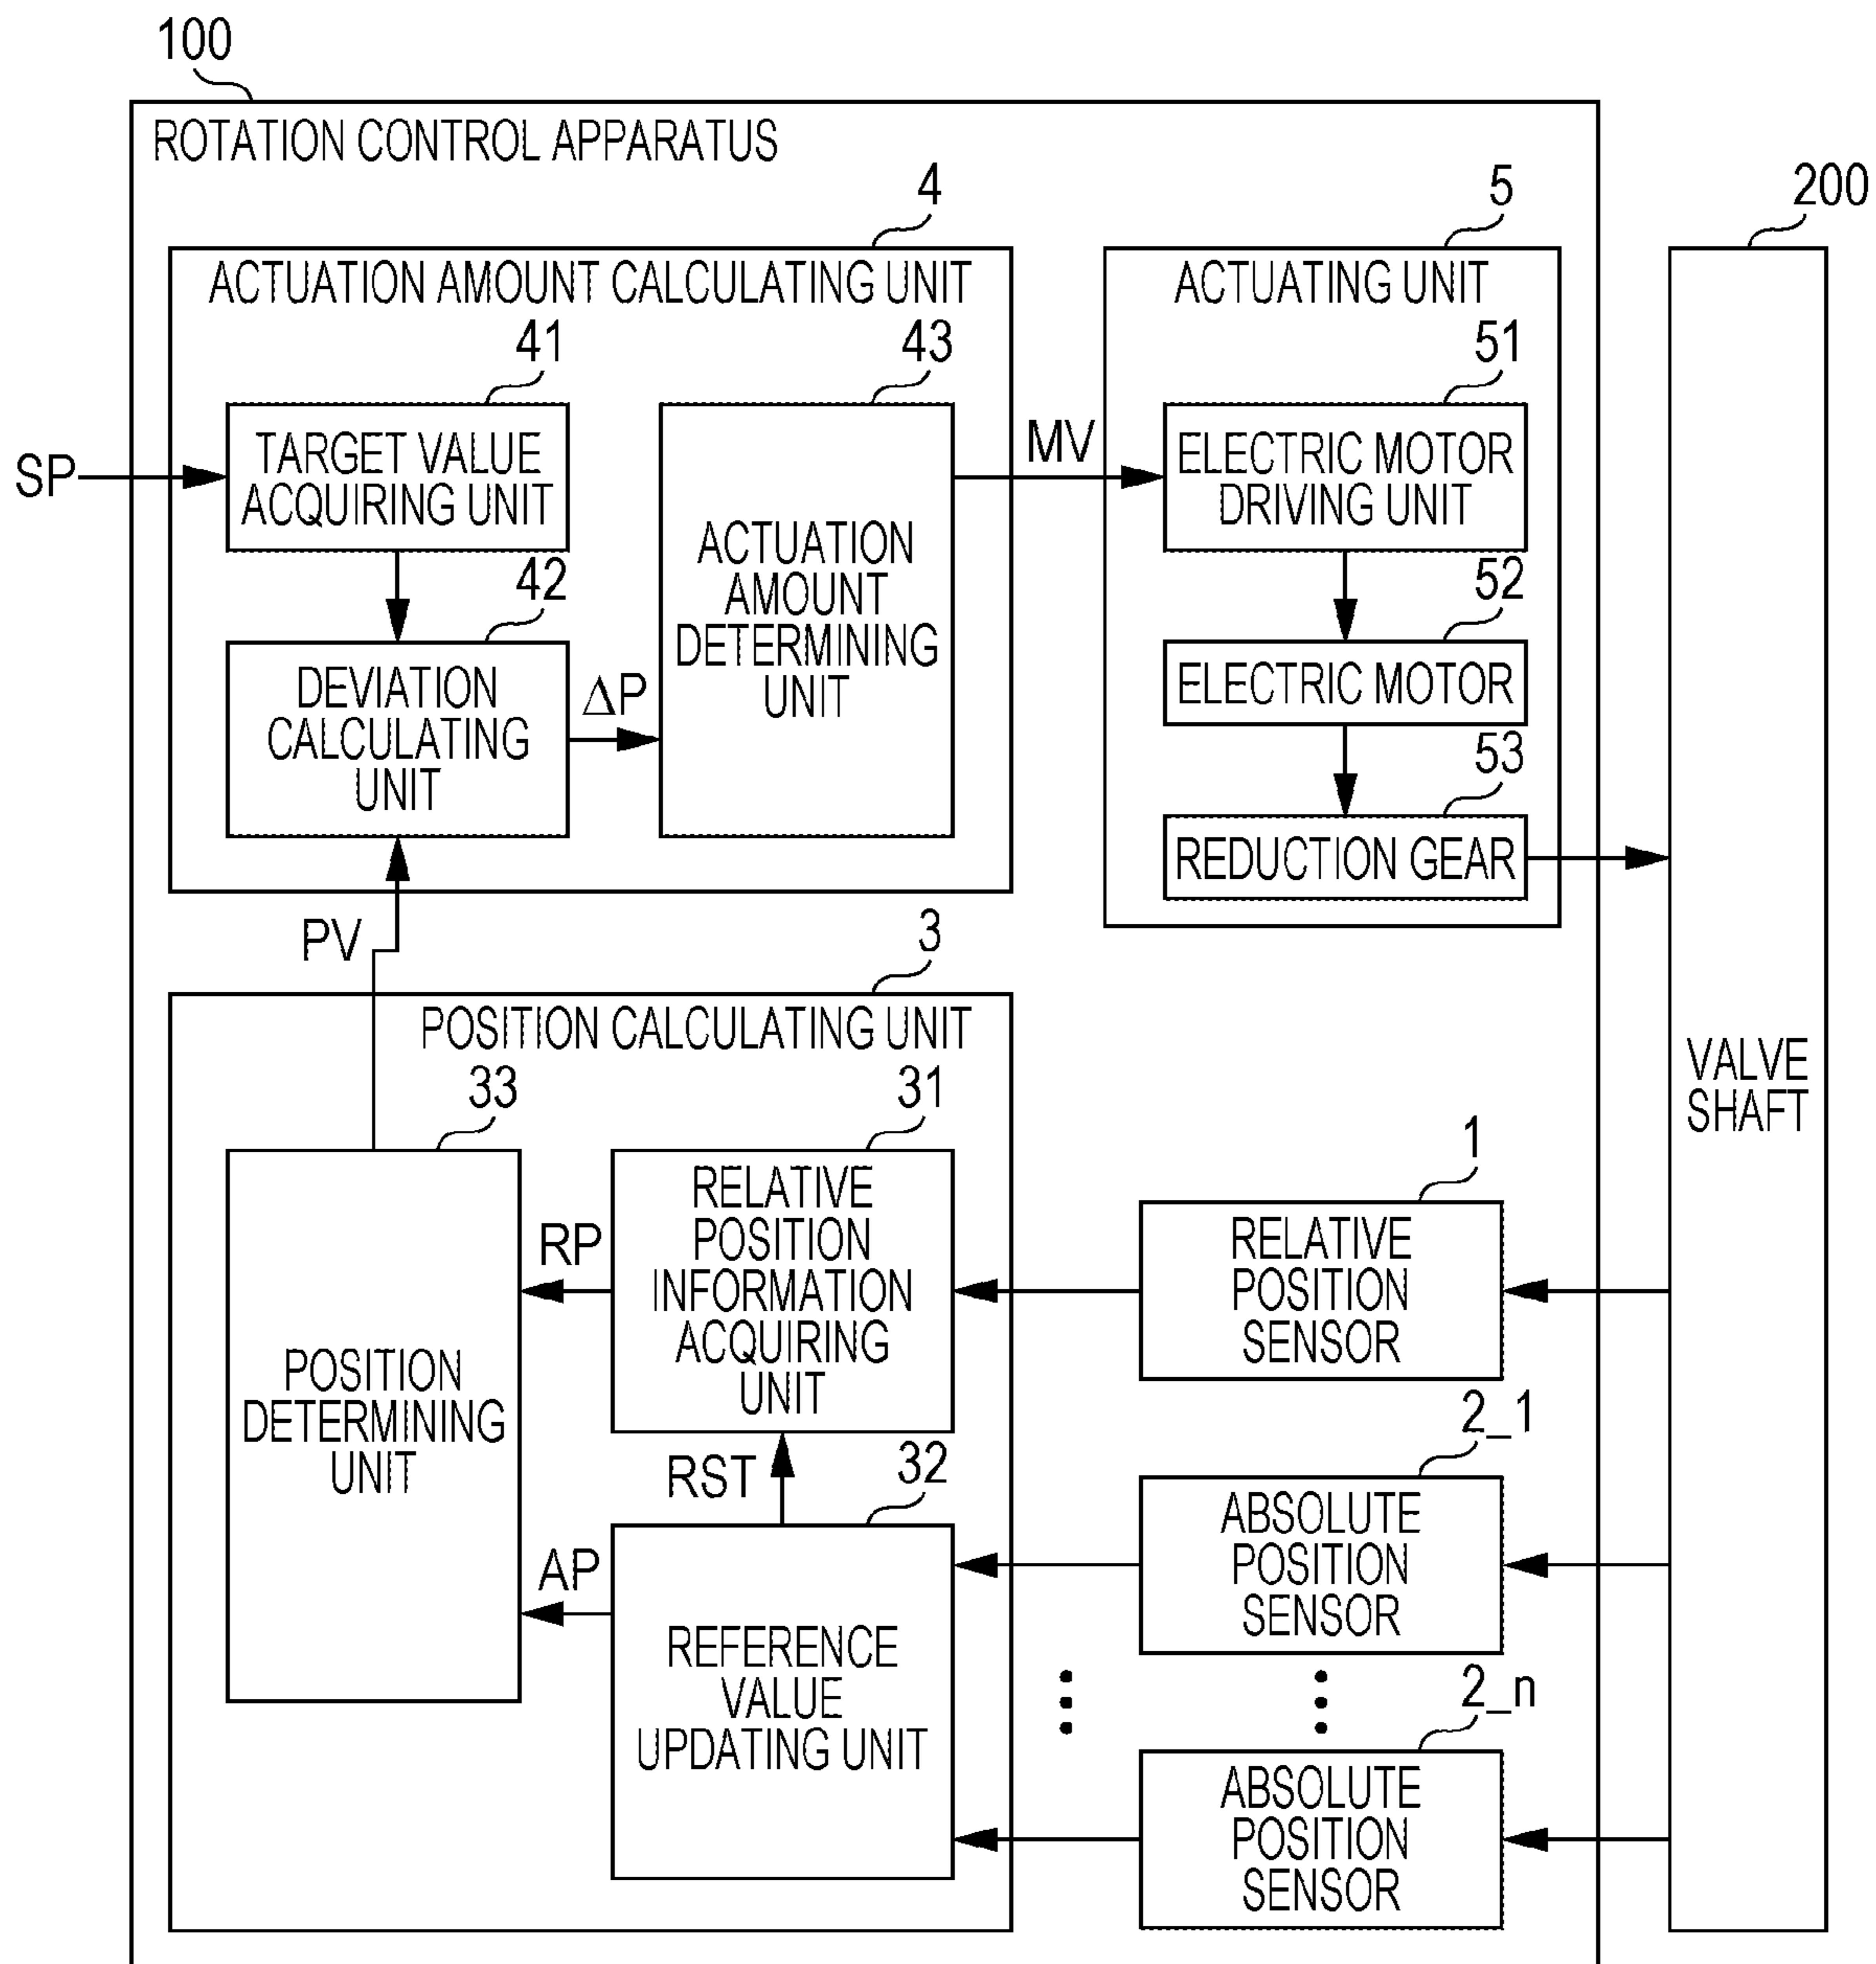 100
ROTATION CONTROL APPARATUS
4
5
200
ACTUATION AMOUNT CALCULATING UNIT
ACTUATING UNIT
41
43
51
SP
TARGET VALUE
ACQUIRING UNIT
MV
ELECTRIC MOTOR
DRIVING UNIT
42
ACTUATION
AMOUNT
DETERMINING
UNIT
52
DEVIATION
CALCULATING
UNIT
ΔP
ELECTRIC MOTOR
53
REDUCTION GEAR
PV
3
POSITION CALCULATING UNIT
VALVE
SHAFT
33
31
1
RELATIVE
POSITION
INFORMATION
ACQUIRING
UNIT
RP
RELATIVE
POSITION
SENSOR
POSITION
DETERMINING
UNIT
2_1
RST
32
ABSOLUTE
POSITION
SENSOR
AP
REFERENCE
VALUE
UPDATING UNIT
2_n
ABSOLUTE
POSITION
SENSOR